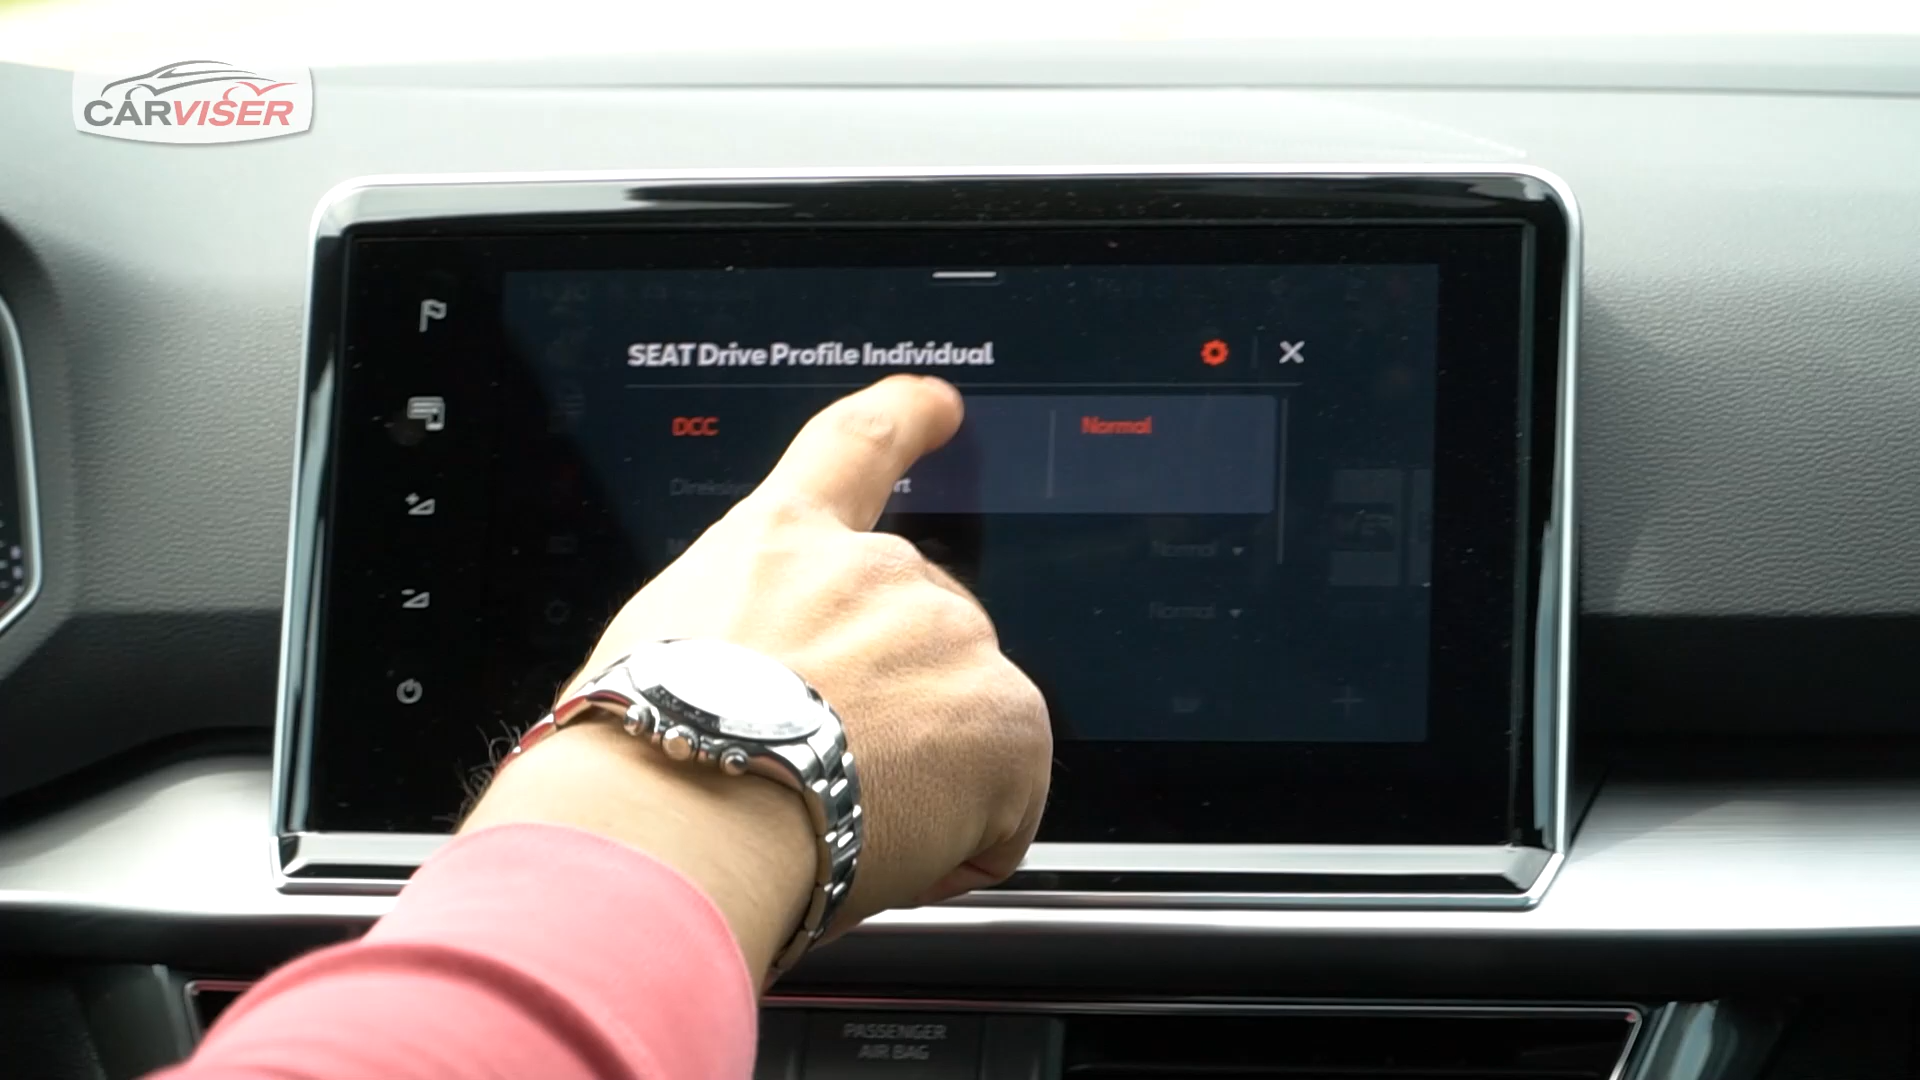 CARVISER
SEAT Drive Profile Individual
DCC
Normal
Normal
Normal
PASSENGER
AIR BAG